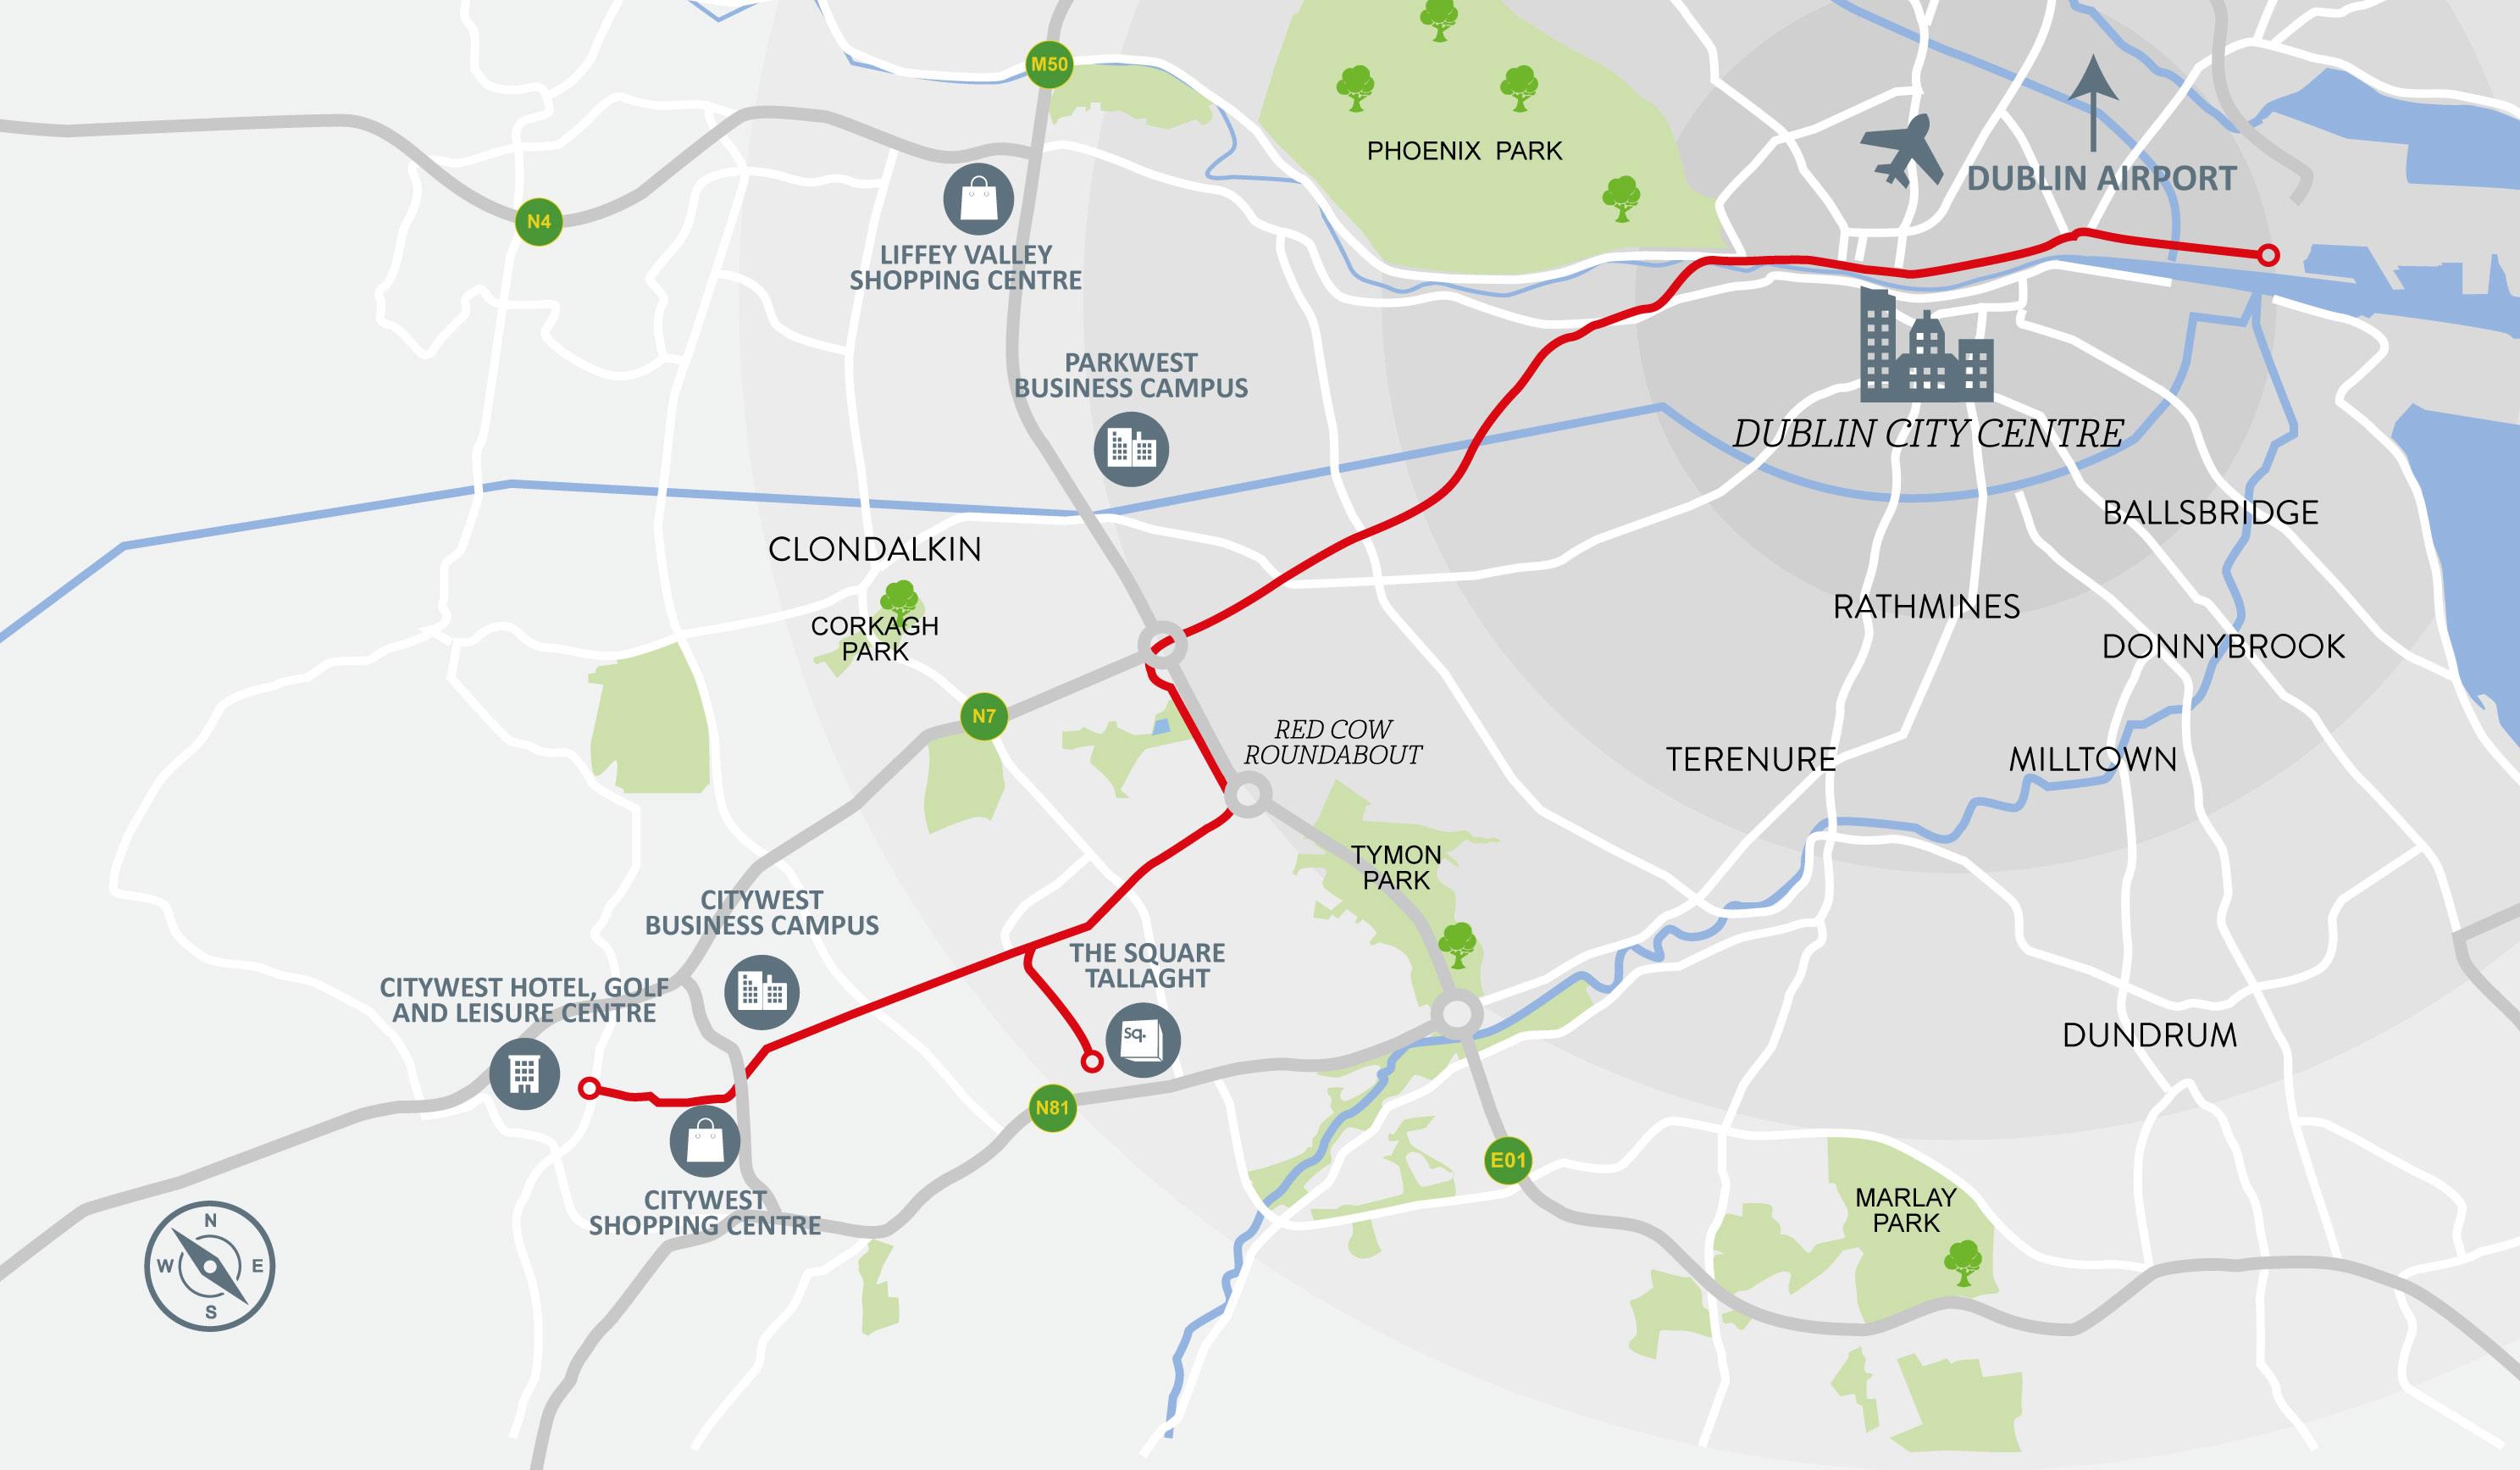 M50
PHOENIX PARK
DUBLIN AIRPORT
N4
LIFFEY VALLEY
SHOPPING CENTRE
PARKWEST
BUSINESS CAMPUS
DUBLIN CITY CENTRE
BALLSBRIDGE
CLONDALKIN
RATHMINES
CORKAGH
PARK
DONNYBROOK
N7
RED COW
ROUNDABOUT
TERENURE
MILLTOWN
TYMON
PARK
CITYWEST
BUSINESS CAMPUS
THE SQUARE
TALLAGHT
CITYWEST HOTEL, GOLF
AND LEISURE CENTRE
sq.
DUNDRUM
N81
E01
CITYWEST
SHOPPING CENTRE
MARLAY
PARK
N
W E
S